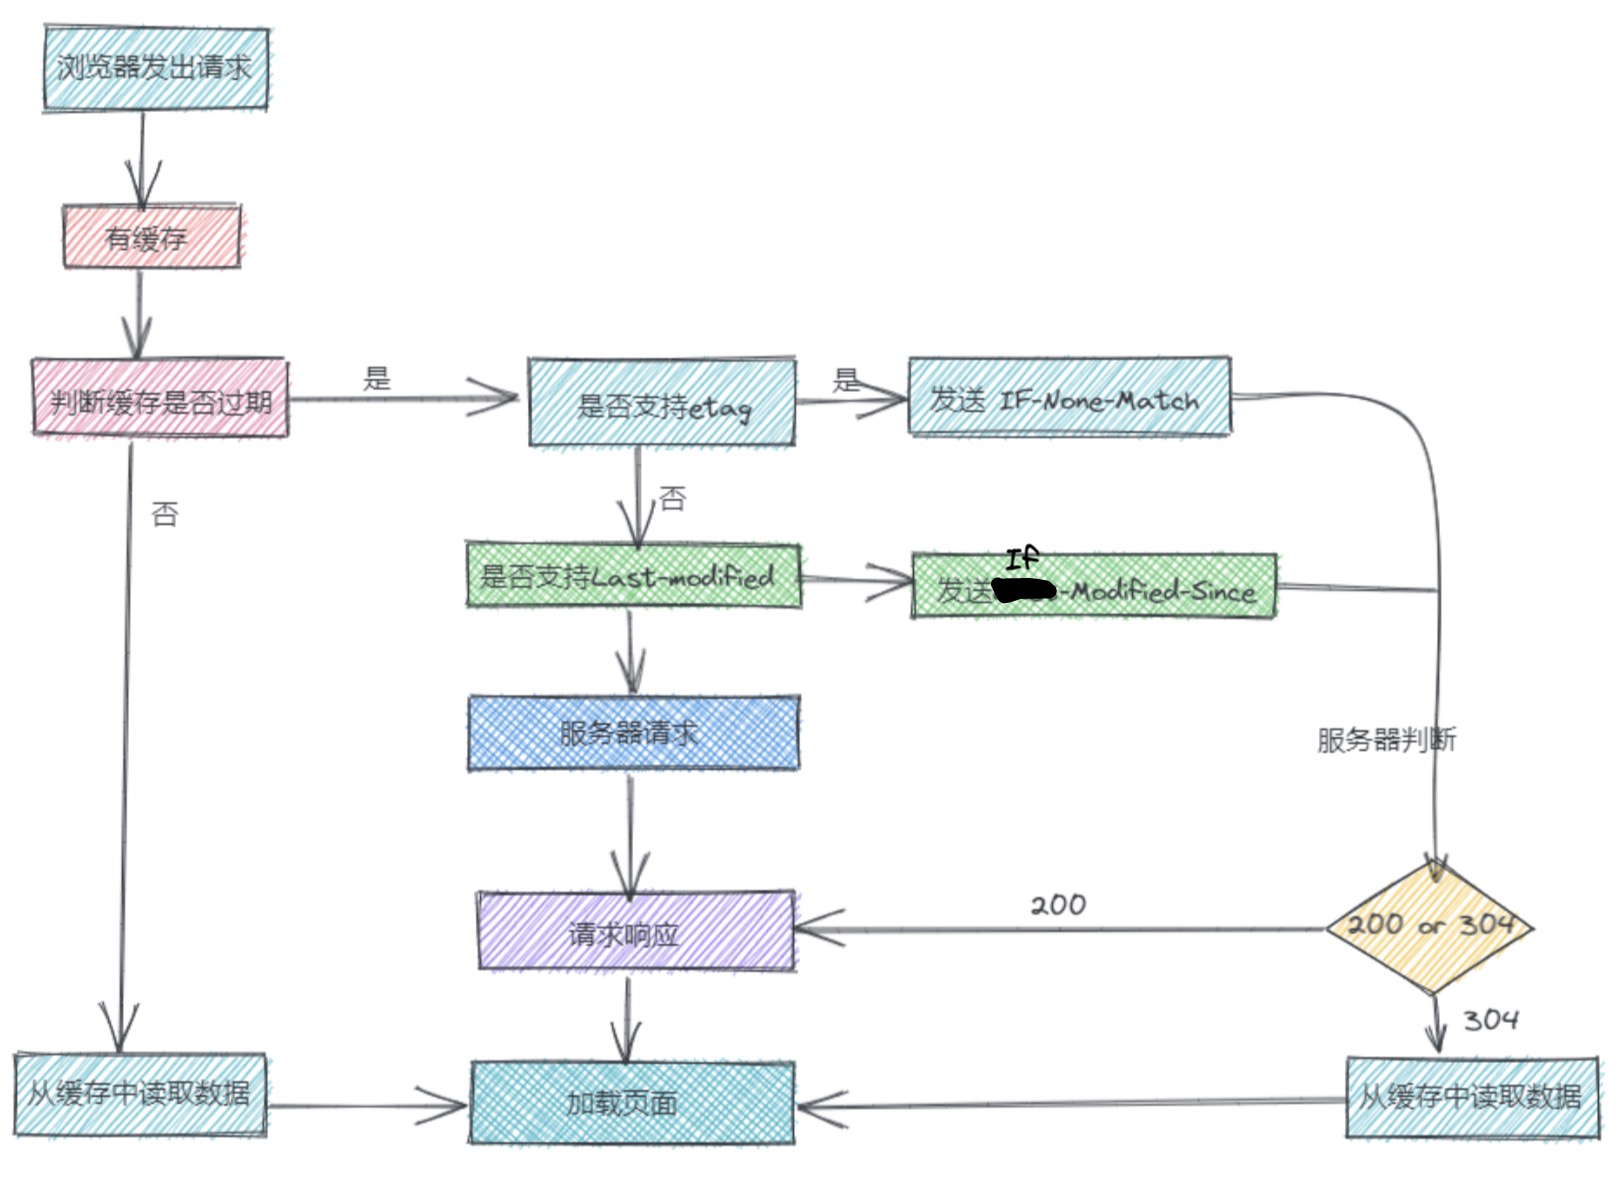 浏览器发出请求
有缓存
判断缓存是否过期
是
是否支持etag
是
发送 IF-None-Match
否
否
是否支持Last-modified
If
发送 -Modified-Since
服务器请求
服务器判断
请求响应
200
200 or 304
304
从缓存中读取数据
加载页面
从缓存中读取数据